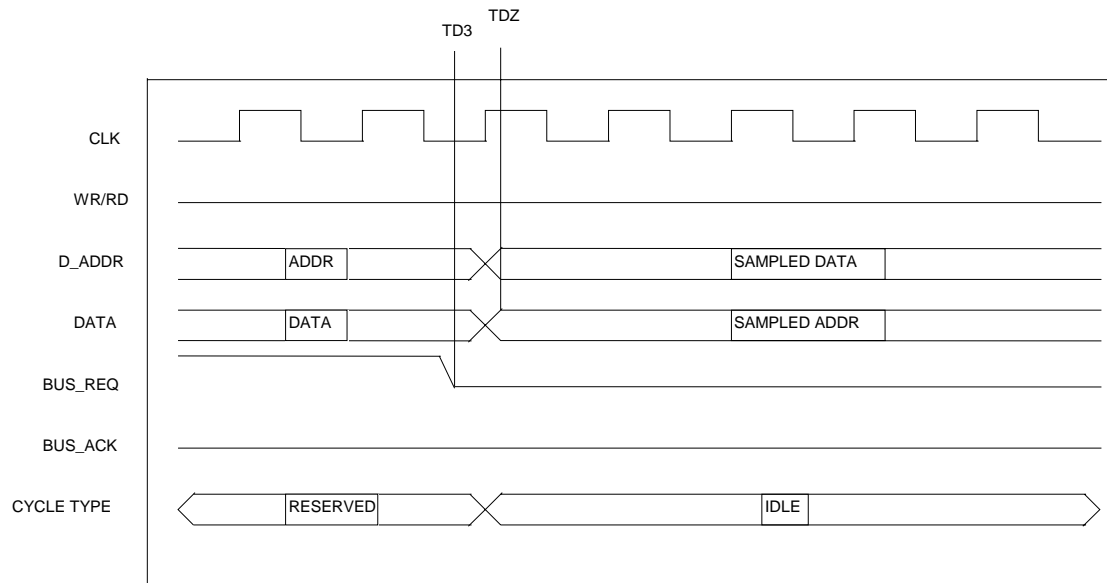 TDZ
TD3
CLK
WR/RD
D_ADDR ADDR SAMPLED DATA
DATA DATA SAMPLED ADDR
BUS_REQ
BUS_ACK
CYCLE TYPE RESERVED IDLE